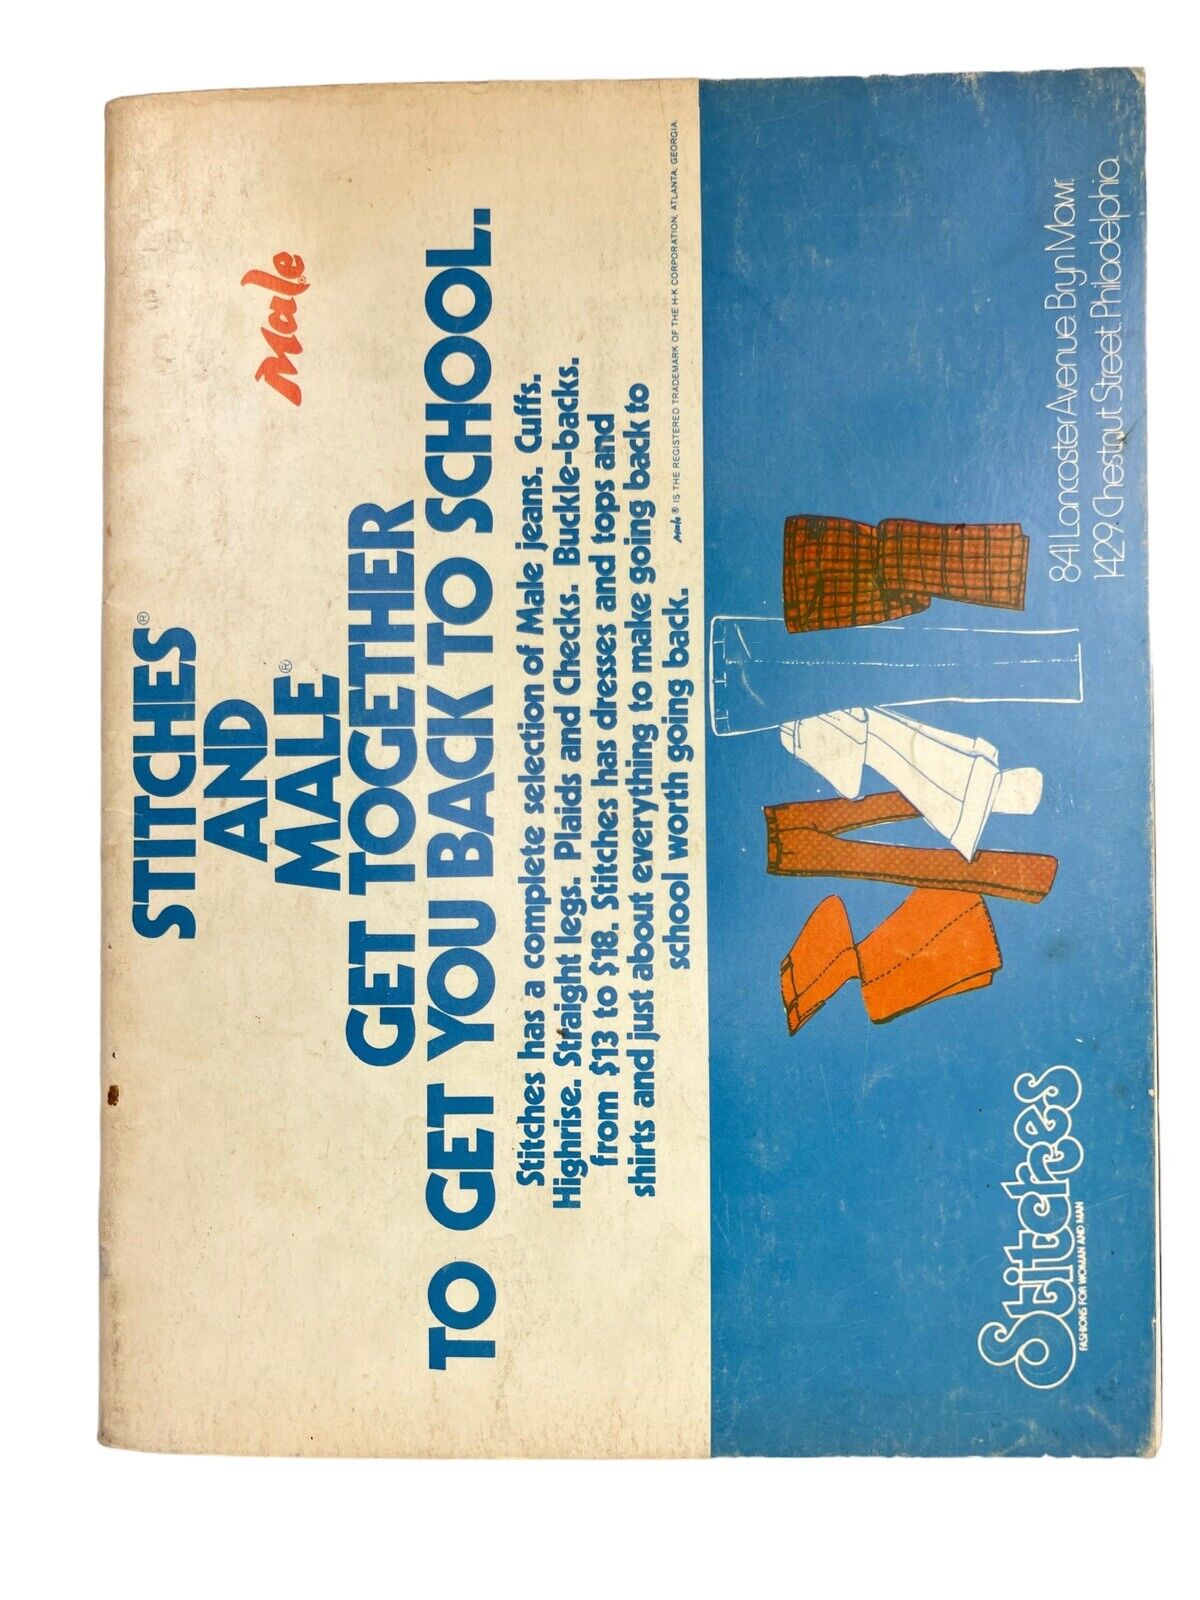 STITCHES®
AND
MALE®
Male®
GET TOGETHER
TO GET YOU BACK TO SCHOOL.
Stitches has a complete selection of Male jeans. Cuffs.
Highrise. Straight legs. Plaids and Checks. Buckle-backs.
from $13 to $18. Stitches has dresses and tops and
shirts and just about everything to make going back to
school worth going back.
Male ® IS THE REGISTERED TRADEMARK OF THE H-K CORPORATION, ATLANTA, GEORGIA.
Stitches
FASHIONS FOR WOMAN AND MAN
841 Lancaster Avenue. Bryn Mawr.
1429 Chestnut Street. Philadelphia.